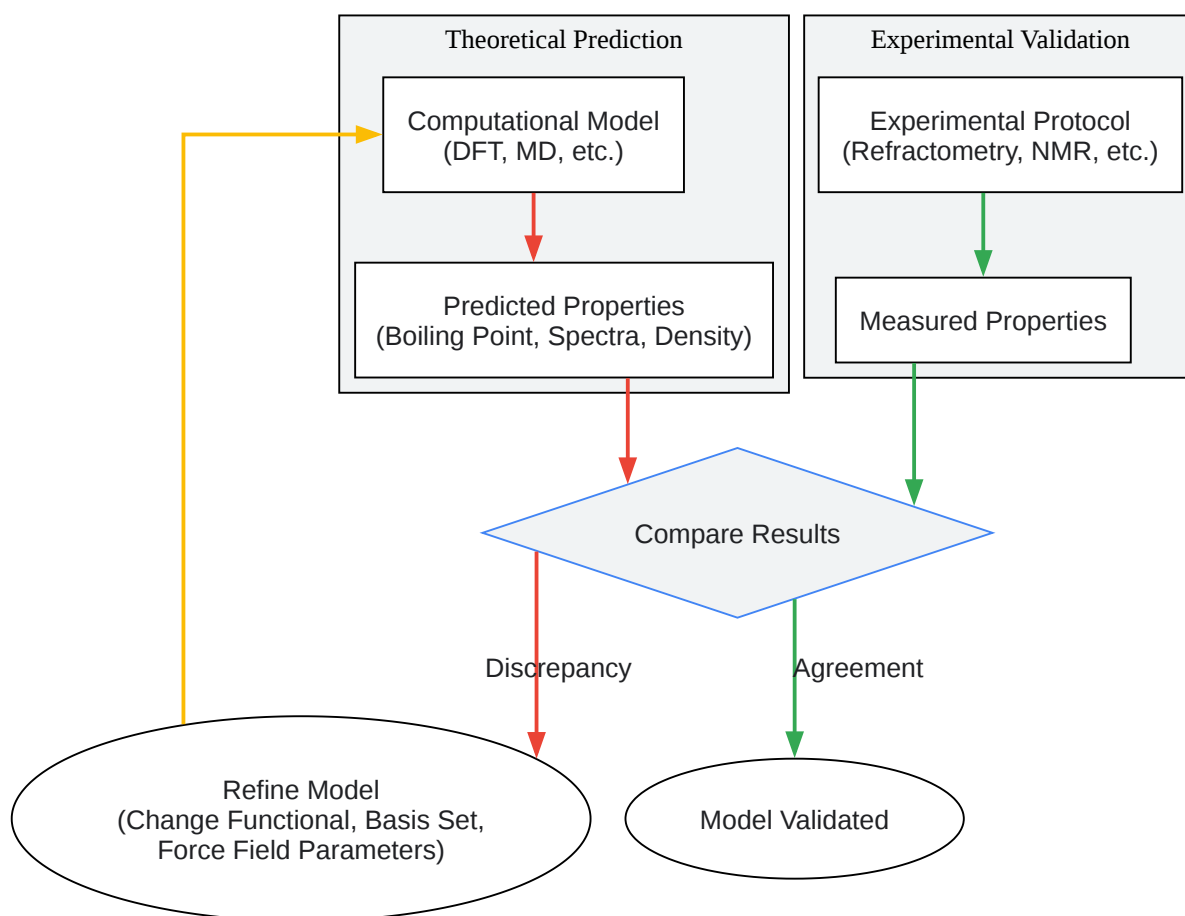 Theoretical Prediction
Experimental Validation
Computational Model
(DFT, MD, etc.)
Experimental Protocol
(Refractometry, NMR, etc.)
Predicted Properties
(Boiling Point, Spectra, Density)
Measured Properties
Compare Results
Discrepancy
Agreement
Refine Model
(Change Functional, Basis Set,
Force Field Parameters)
Model Validated